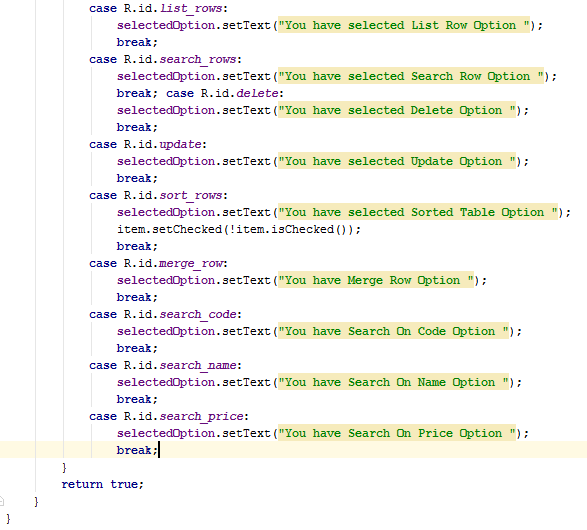 case R.id.list_rows:
selectedOption.setText("You have selected List Row Option ");
break;
case R.id.search_rows:
selectedOption.setText("You have selected Search Row Option ");
break; case R.id.delete:
selectedOption.setText("You have selected Delete Option ");
break;
case R.id.update:
selectedOption.setText("You have selected Update Option ");
break;
case R.id.sort_rows:
selectedOption.setText("You have selected Sorted Table Option ");
item.setChecked(!item.isChecked());
break;
case R.id.merge_row:
selectedOption.setText("You have Merge Row Option ");
break;
case R.id.search_code:
selectedOption.setText("You have Search On Code Option ");
break;
case R.id.search_name:
selectedOption.setText("You have Search On Name Option ");
break;
case R.id.search_price:
selectedOption.setText("You have Search On Price Option ");
break;
}
return true;
}
}